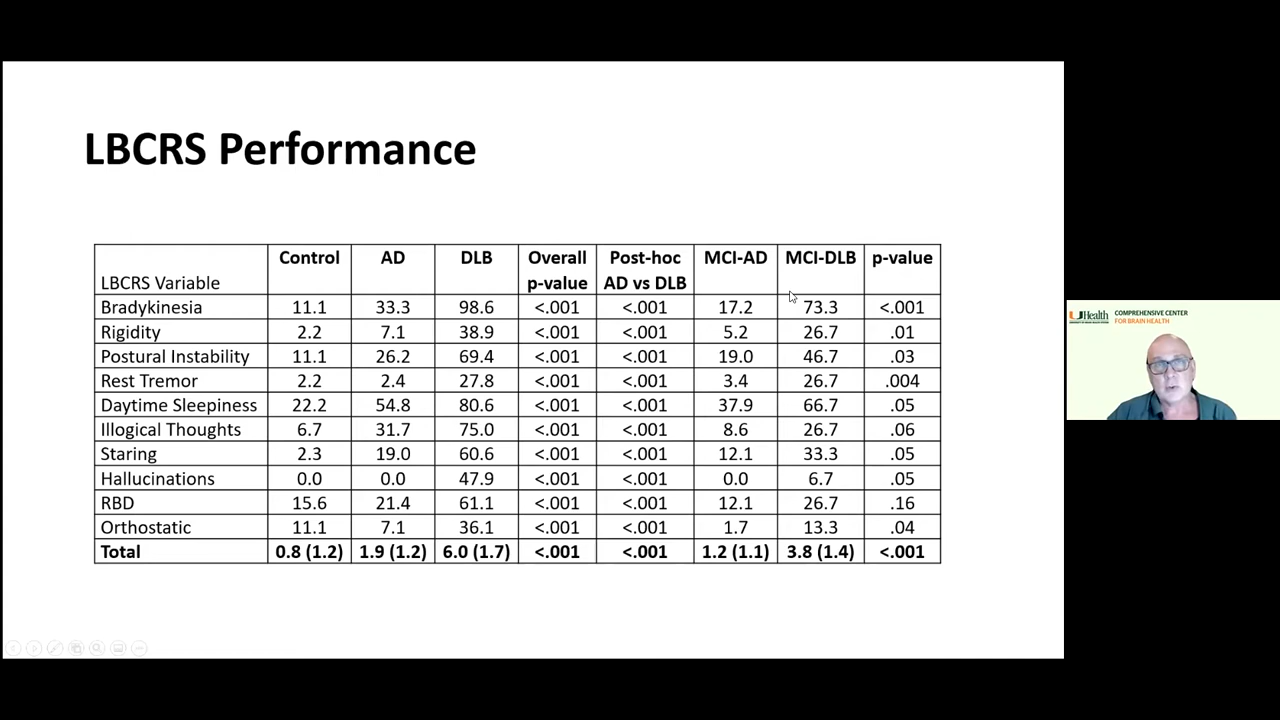 LBCRS Performance
LBCRS Variable Control AD DLB Overall p-value Post-hoc AD vs DLB MCI-AD MCI-DLB p-value
Bradykinesia 11.1 33.3 98.6 <.001 <.001 17.2 73.3 <.001
Rigidity 2.2 7.1 38.9 <.001 <.001 5.2 26.7 .01
Postural Instability 11.1 26.2 69.4 <.001 <.001 19.0 46.7 .03
Rest Tremor 2.2 2.4 27.8 <.001 <.001 3.4 26.7 .004
Daytime Sleepiness 22.2 54.8 80.6 <.001 <.001 37.9 66.7 .05
Illogical Thoughts 6.7 31.7 75.0 <.001 <.001 8.6 26.7 .06
Staring 2.3 19.0 60.6 <.001 <.001 12.1 33.3 .05
Hallucinations 0.0 0.0 47.9 <.001 <.001 0.0 6.7 .05
RBD 15.6 21.4 61.1 <.001 <.001 12.1 26.7 .16
Orthostatic 11.1 7.1 36.1 <.001 <.001 1.7 13.3 .04
Total 0.8 (1.2) 1.9 (1.2) 6.0 (1.7) <.001 <.001 1.2 (1.1) 3.8 (1.4) <.001
UHealth
COMPREHENSIVE CENTER
FOR BRAIN HEALTH